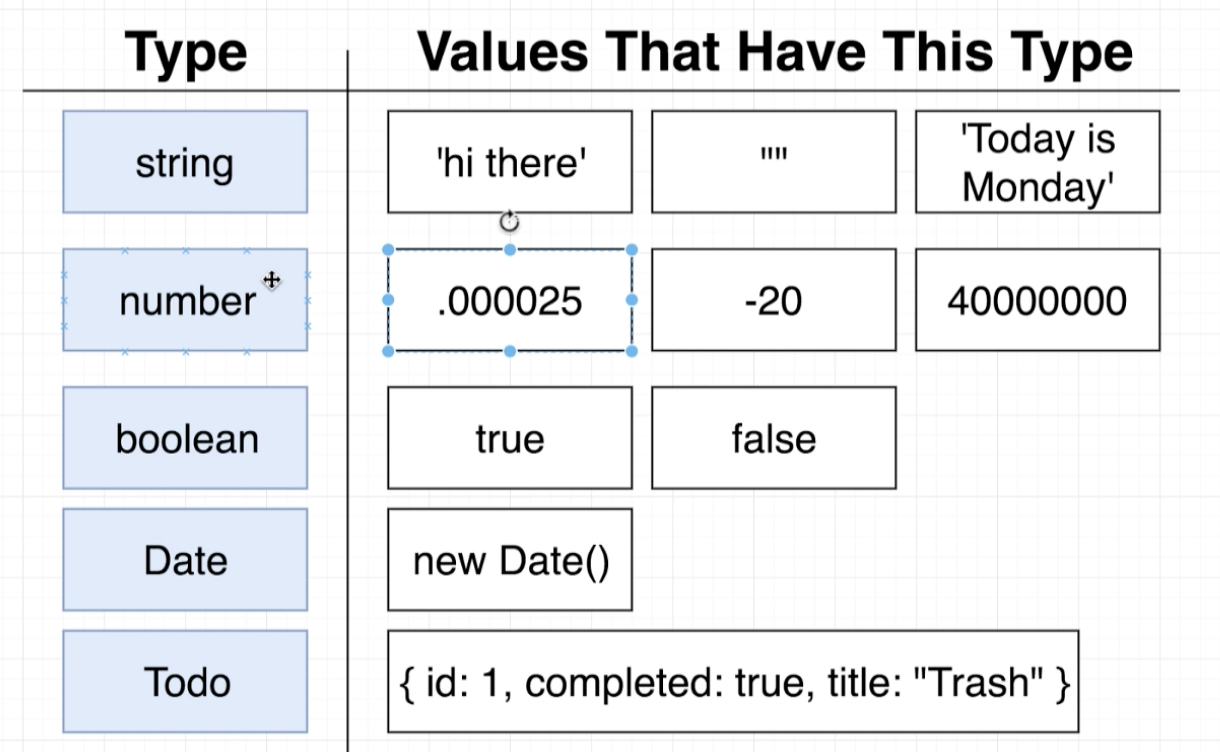 Type Values That Have This Type
string 'hi there' "" 'Today is
Monday'
number .000025 -20 40000000
boolean true false
Date new Date()
Todo { id: 1, completed: true, title: "Trash" }